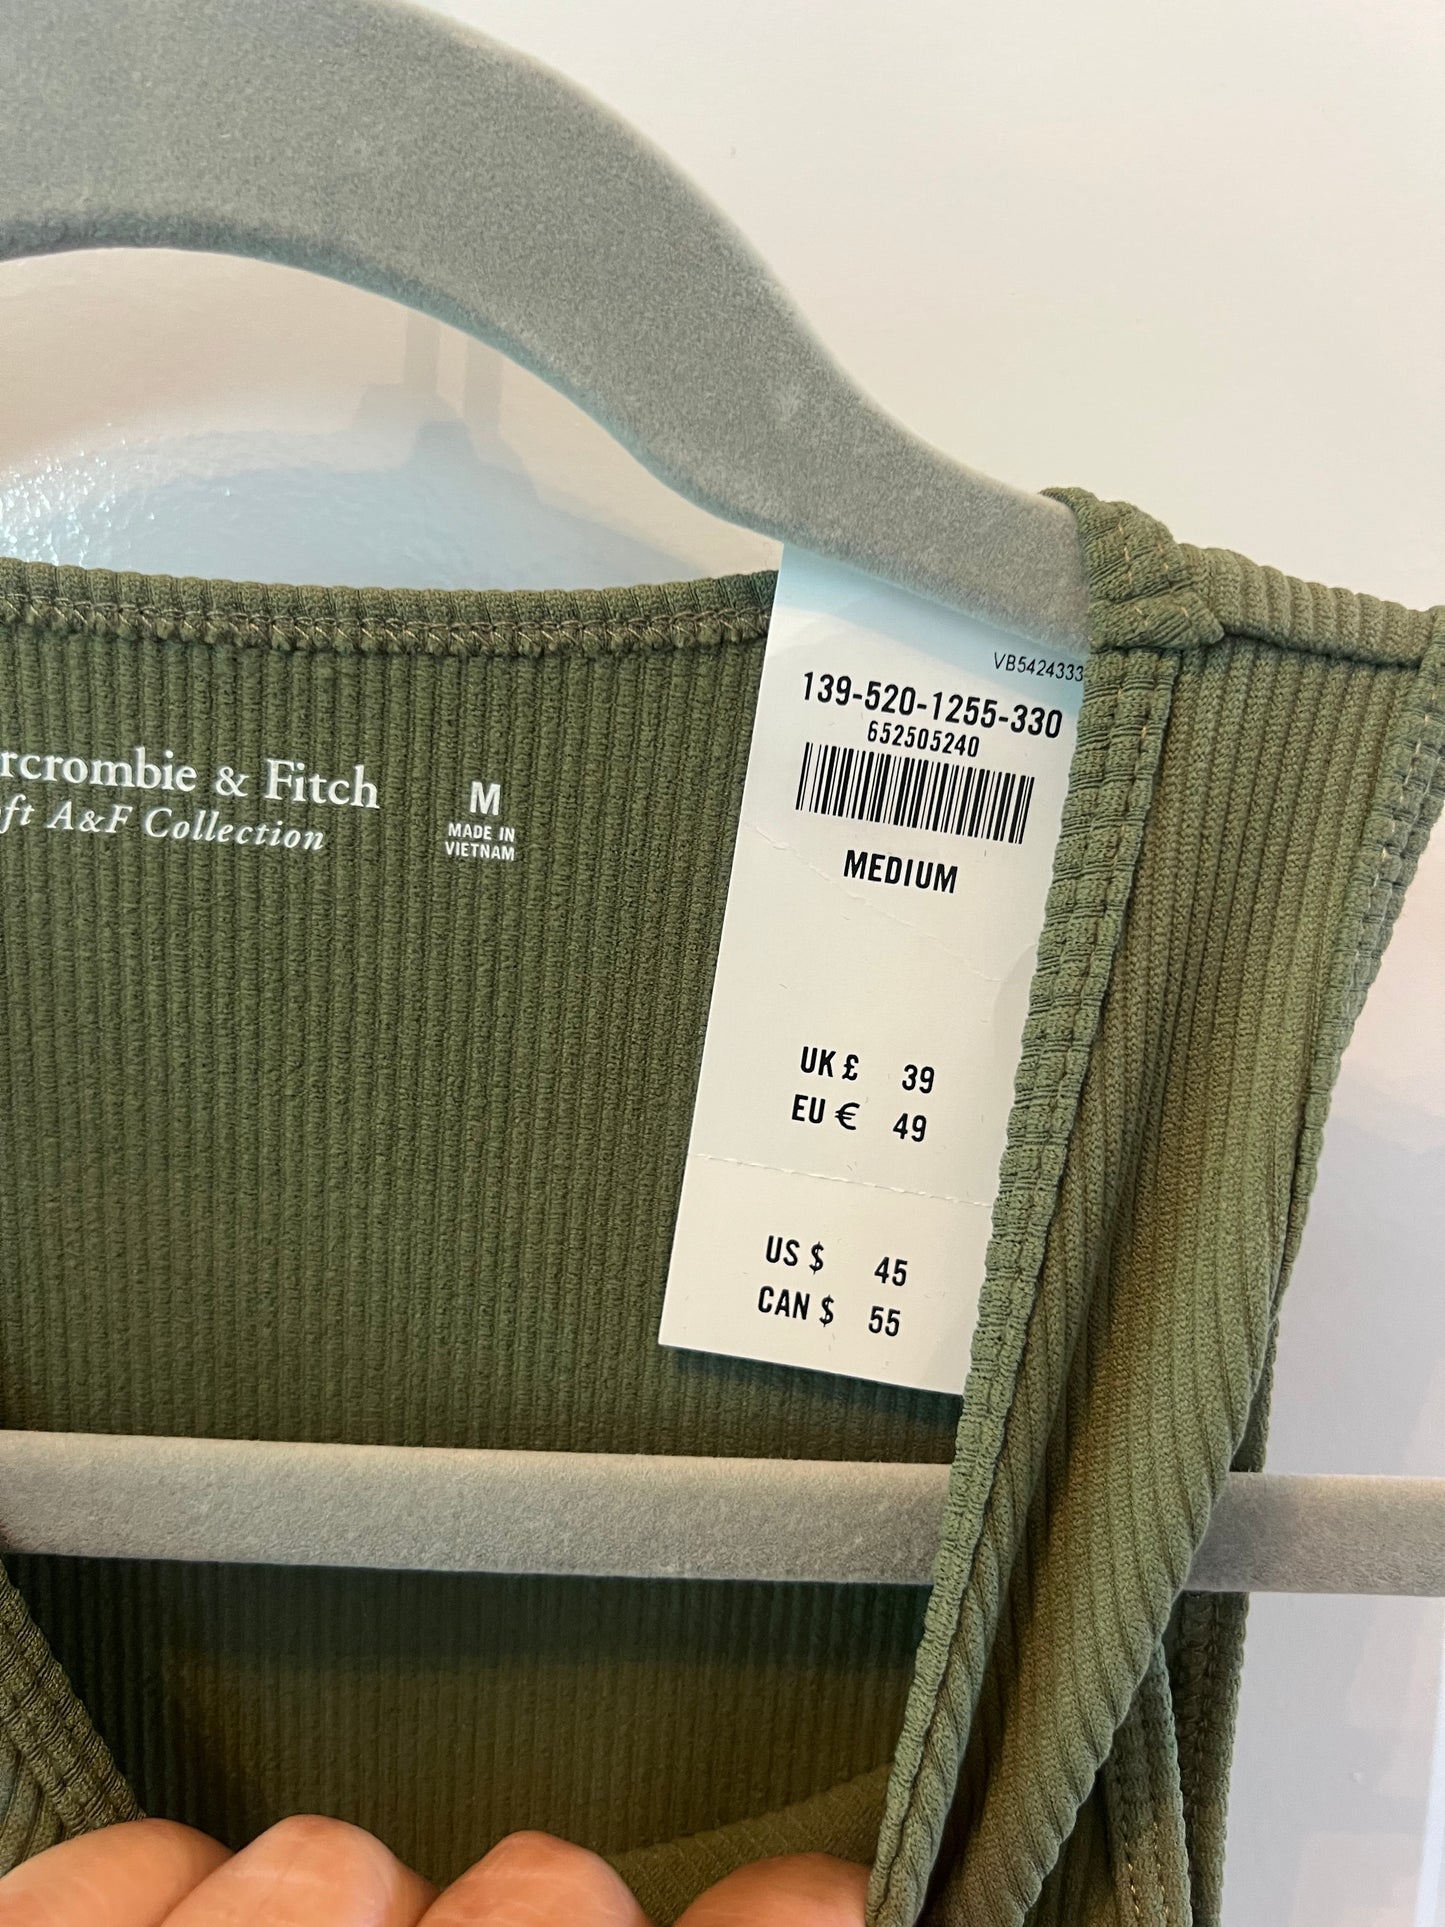 rcrombie & Fitch
ft A&F Collection
M
MADE IN
VIETNAM
VB5424333
139-520-1255-330
652505240
MEDIUM
UK £ 39
EU € 49
US $ 45
CAN $ 55